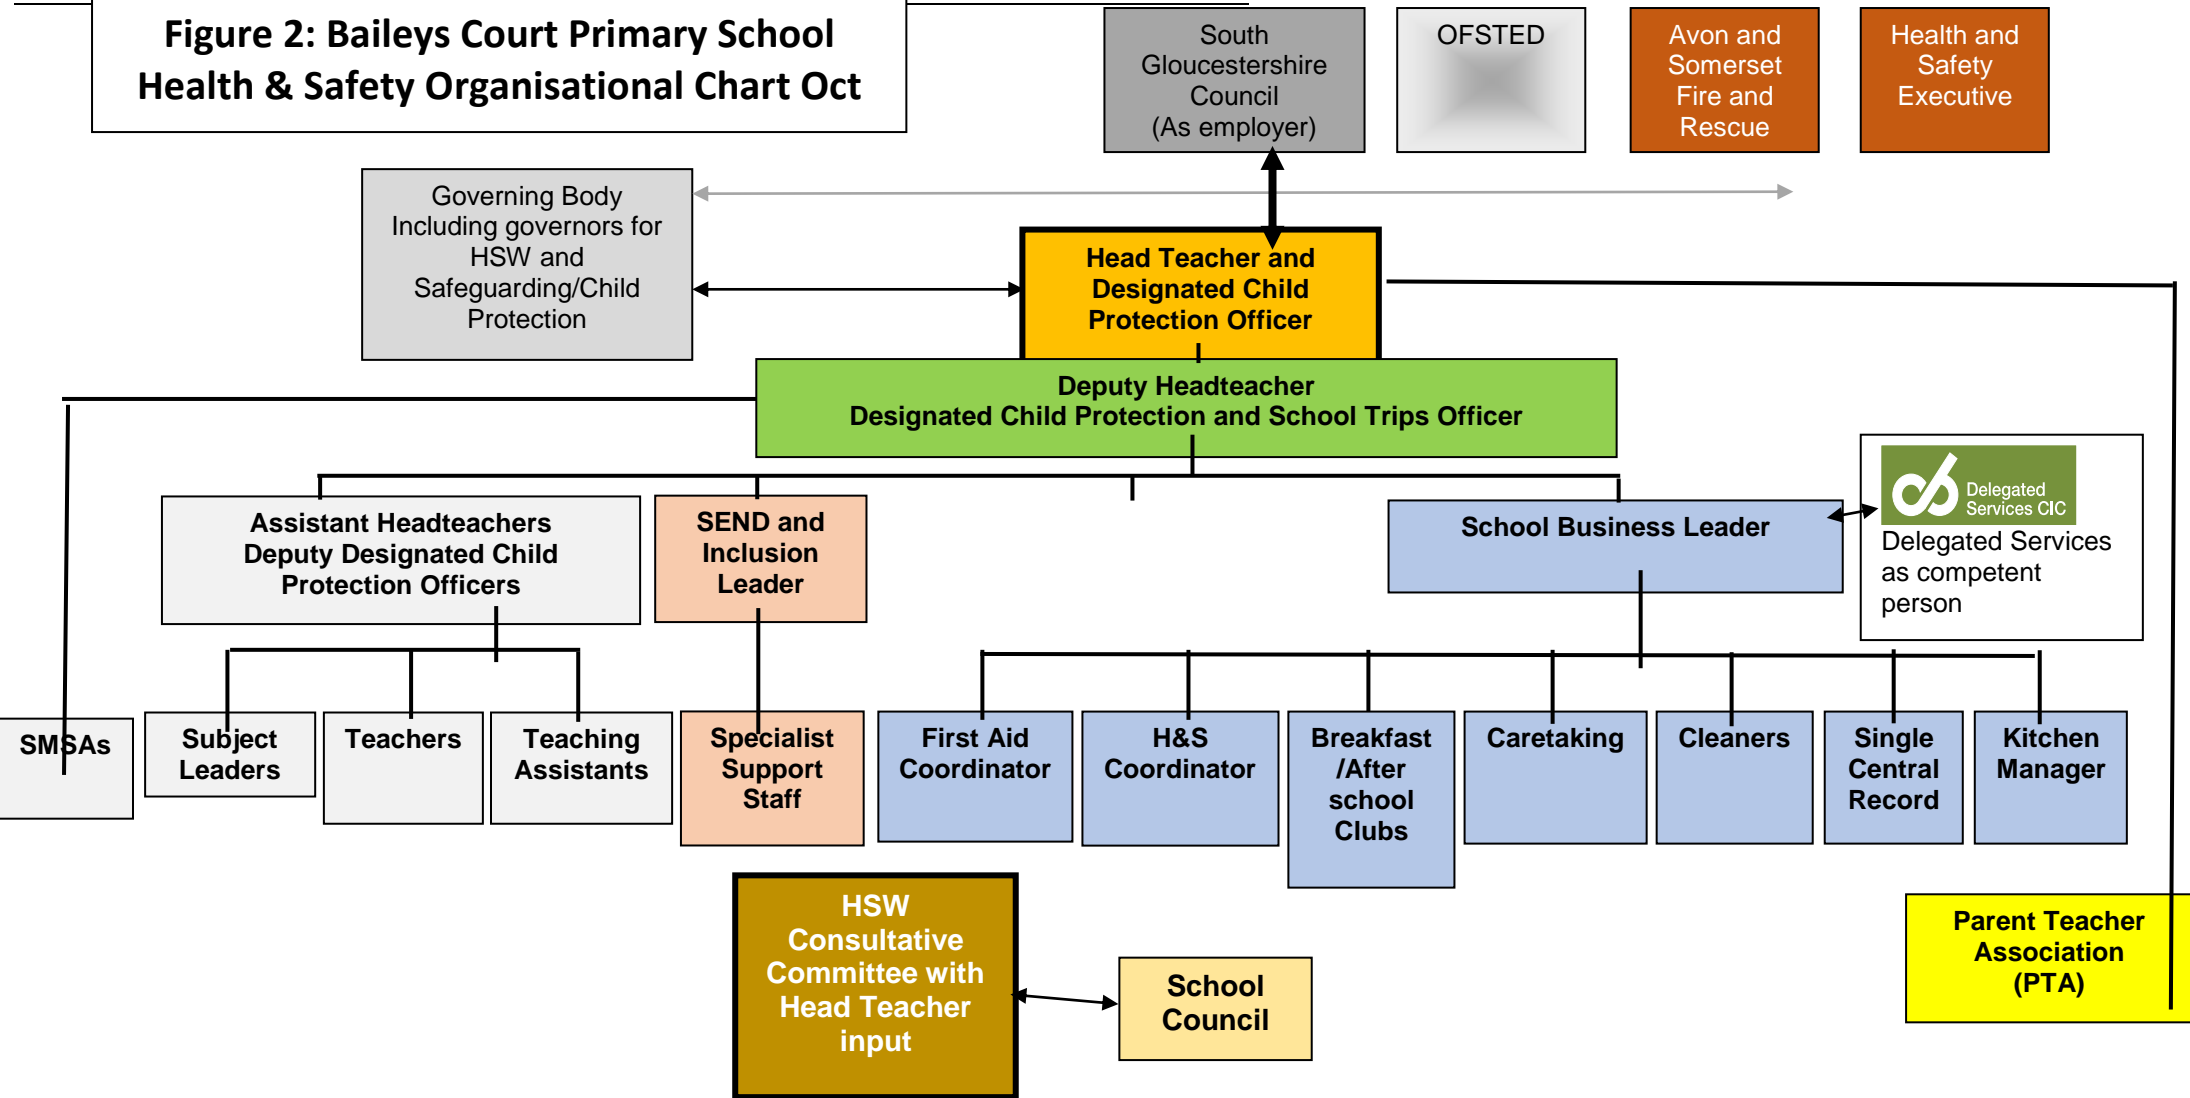 Figure 2: Baileys Court Primary School
Health & Safety Organisational Chart Oct
South
Gloucestershire
Council
(As employer)
OFSTED
Avon and
Somerset
Fire and
Rescue
Health and
Safety
Executive
Governing Body
Including governors for
HSW and
Safeguarding/Child
Protection
Head Teacher and
Designated Child
Protection Officer
Deputy Headteacher
Designated Child Protection and School Trips Officer
Assistant Headteachers
Deputy Designated Child
Protection Officers
SEND and
Inclusion
Leader
School Business Leader
Delegated
Services CIC
Delegated Services
as competent
person
SMSAs
Subject
Leaders
Teachers
Teaching
Assistants
Specialist
Support
Staff
First Aid
Coordinator
H&S
Coordinator
Breakfast
/After
school
Clubs
Caretaking
Cleaners
Single
Central
Record
Kitchen
Manager
HSW
Consultative
Committee with
Head Teacher
input
School
Council
Parent Teacher
Association
(PTA)